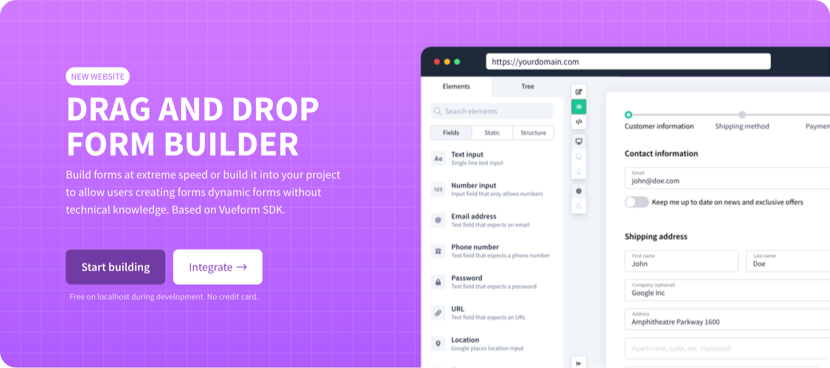 NEW WEBSITE
DRAG AND DROP
FORM BUILDER
Build forms at extreme speed or build it into your project
to allow users creating forms dynamic forms without
technical knowledge. Based on Vueform SDK.
Start building
Integrate →
Free on localhost during development. No credit card.
https://yourdomain.com
Elements
Tree
Search elements
Fields
Static
Structure
Aa
Text input
Single line text input
123
Number input
Input field that only allows numbers
Email address
Text field that expects an email
Phone number
Text field that expects a phone number
Password
Text field that expects a password
URL
Text field that expects an URL
Location
Google places location input
</>
Customer information
Shipping method
Paymen
Contact information
Email
john@doe.com
Keep me up to date on news and exclusive offers
Shipping address
First name
John
Last name
Doe
Company (optional)
Google Inc
Address
Amphitheatre Parkway 1600
Apartment, suite, etc. (optional)